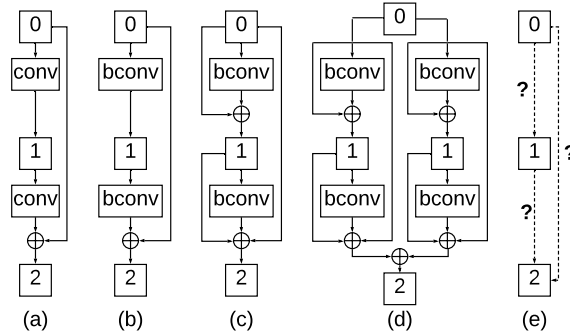 0 0 0 0 0
conv bconv bconv bconv bconv
?
?
1 1 1 1 1 1
conv bconv bconv bconv bconv
?
2 2 2 2 2
(a) (b) (c) (d) (e)